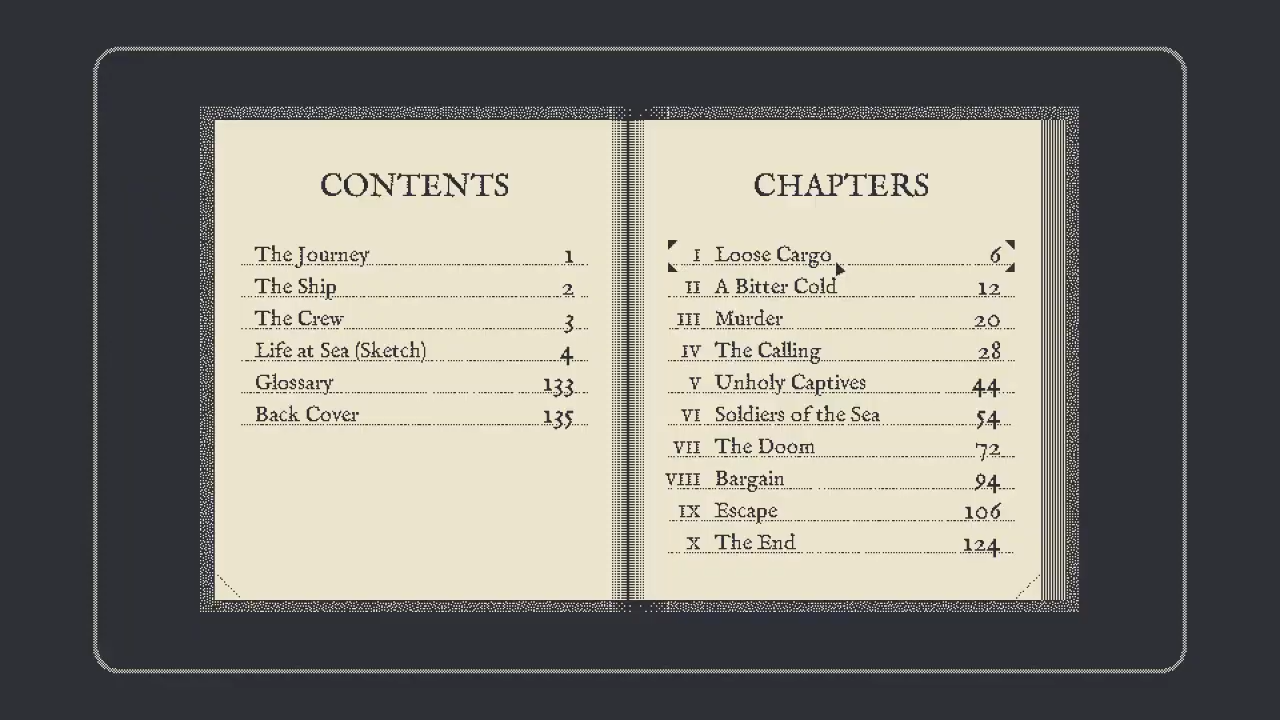 CONTENTS
The Journey 1
The Ship 2
The Crew 3
Life at Sea (Sketch) 4
Glossary 133
Back Cover 135
CHAPTERS
I Loose Cargo 6
II A Bitter Cold 12
III Murder 20
IV The Calling 28
V Unholy Captives 44
VI Soldiers of the Sea 54
VII The Doom 72
VIII Bargain 94
IX Escape 106
X The End 124